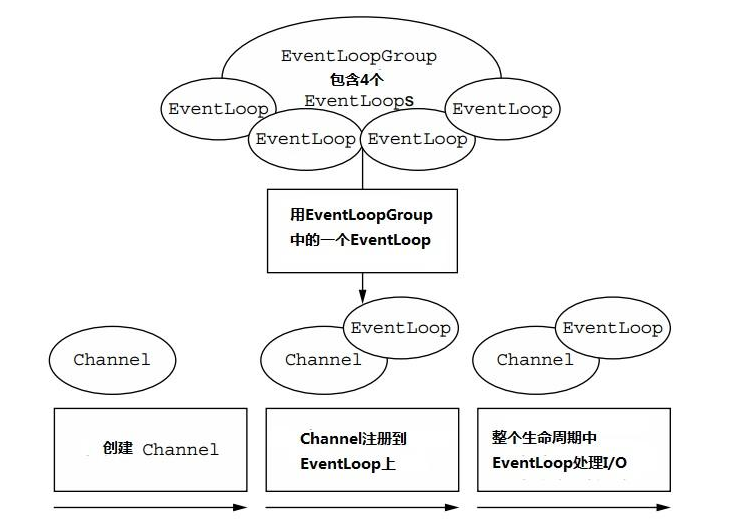 EventLoopGroup
包含4个
EventLoops
EventLoop
EventLoop
EventLoop
EventLoop
用EventLoopGroup
中的一个EventLoop
Channel
Channel
EventLoop
Channel
EventLoop
创建 Channel
Channel注册到
EventLoop上
整个生命周期中
EventLoop处理I/O